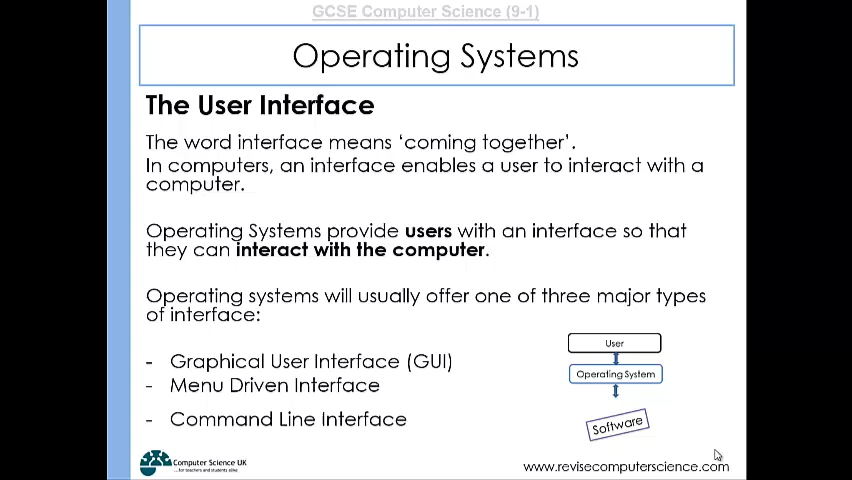 GCSE Computer Science (9-1)
Operating Systems
The User Interface
The word interface means ‘coming together’.
In computers, an interface enables a user to interact with a
computer.
Operating Systems provide users with an interface so that
they can interact with the computer.
Operating systems will usually offer one of three major types
of interface:
- Graphical User Interface (GUI)
- Menu Driven Interface
- Command Line Interface
User
Operating System
Software
Computer Science UK
...for teachers and students alike
www.revisecomputerscience.com